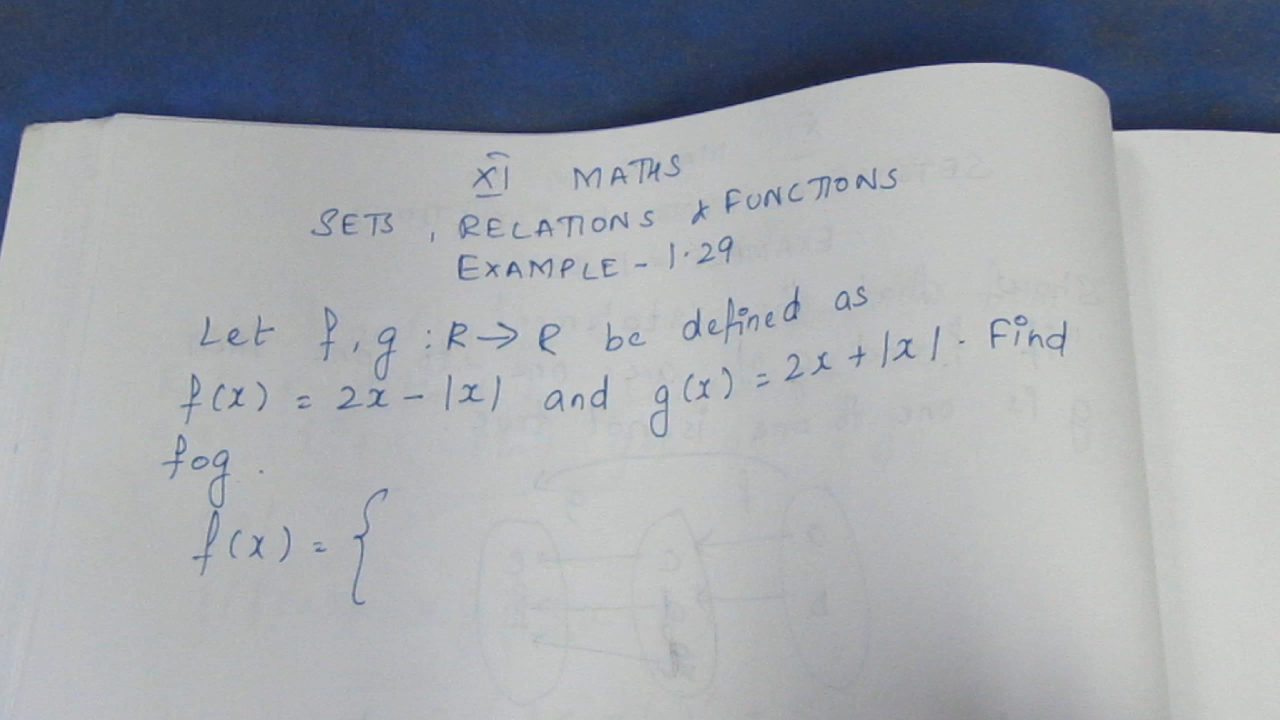 XI MATHS
SETS, RELATIONS & FUNCTIONS
EXAMPLE - 1.29
Let f, g : R → R be defined as
f(x) = 2x - |x| and g(x) = 2x + |x|. Find
fog.
f(x) = {